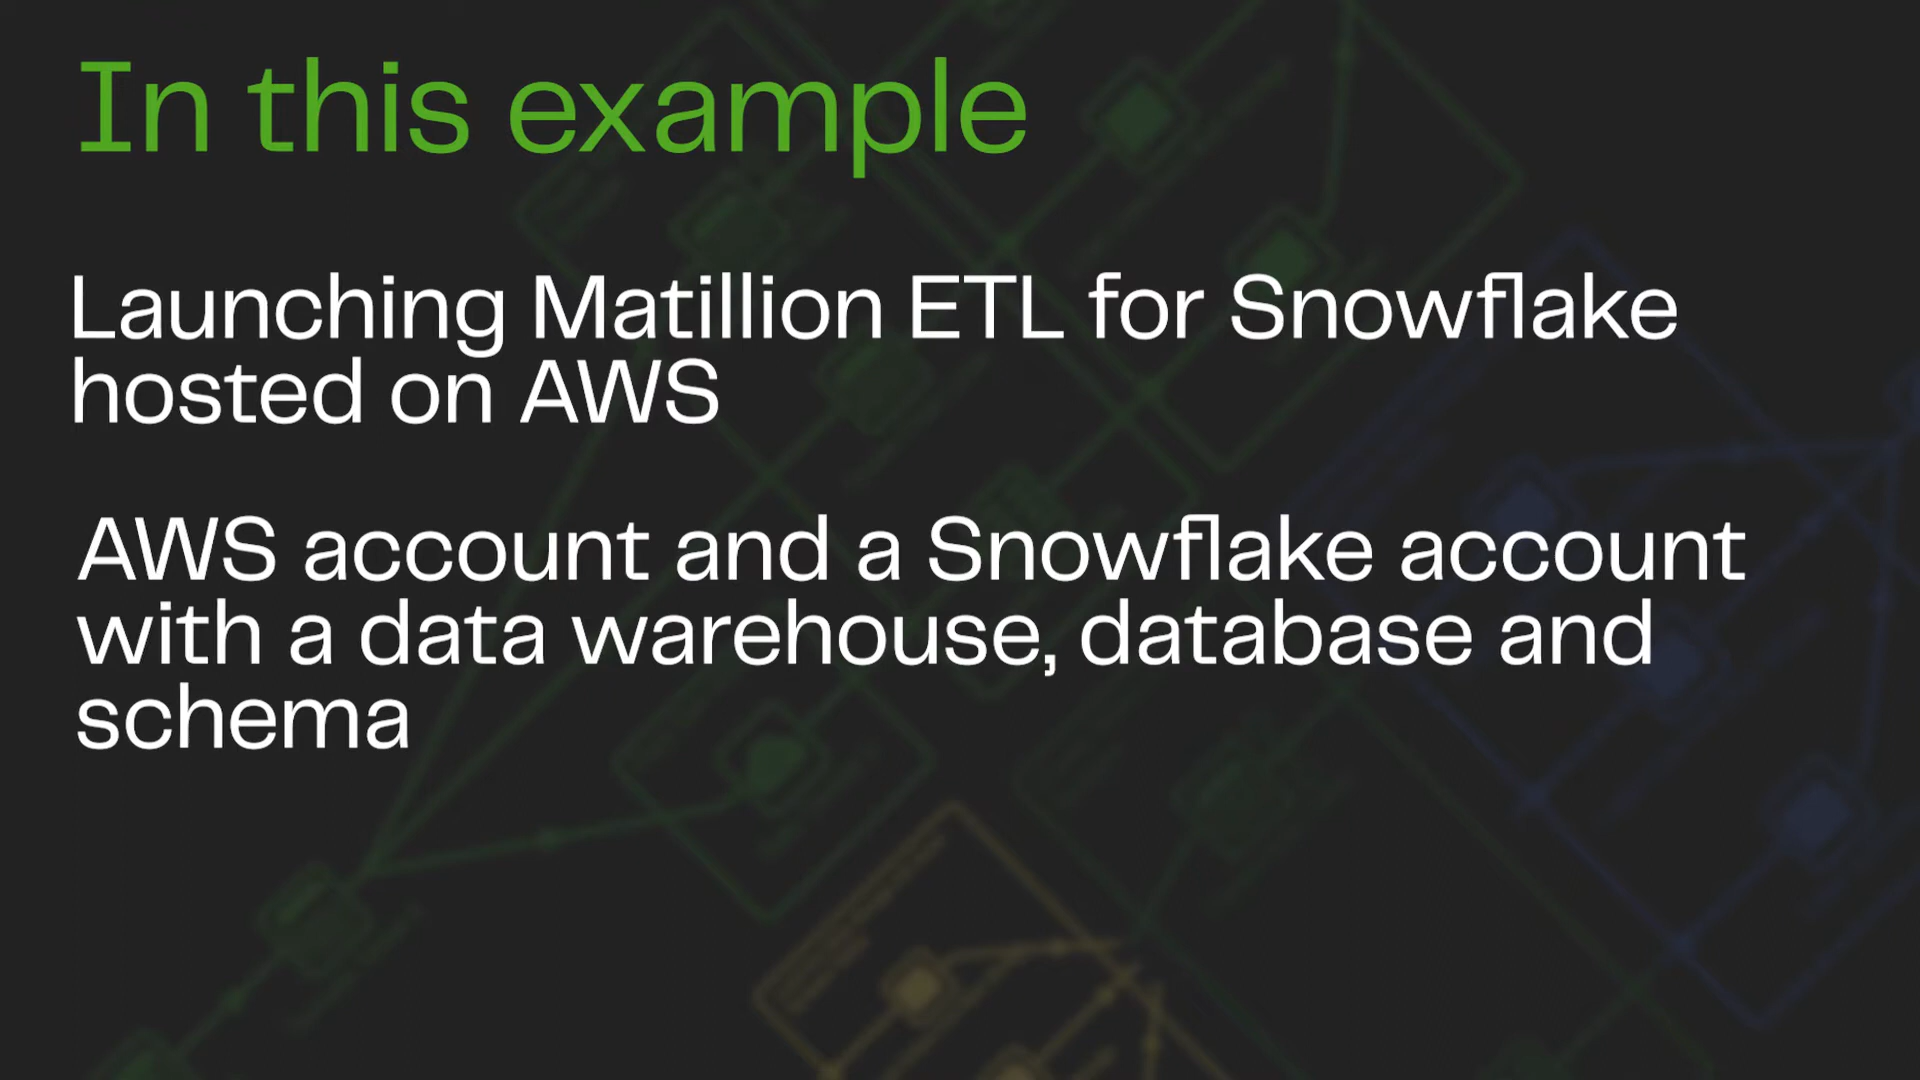 In this example
Launching Matillion ETL for Snowflake
hosted on AWS
AWS account and a Snowflake account
with a data warehouse, database and
schema